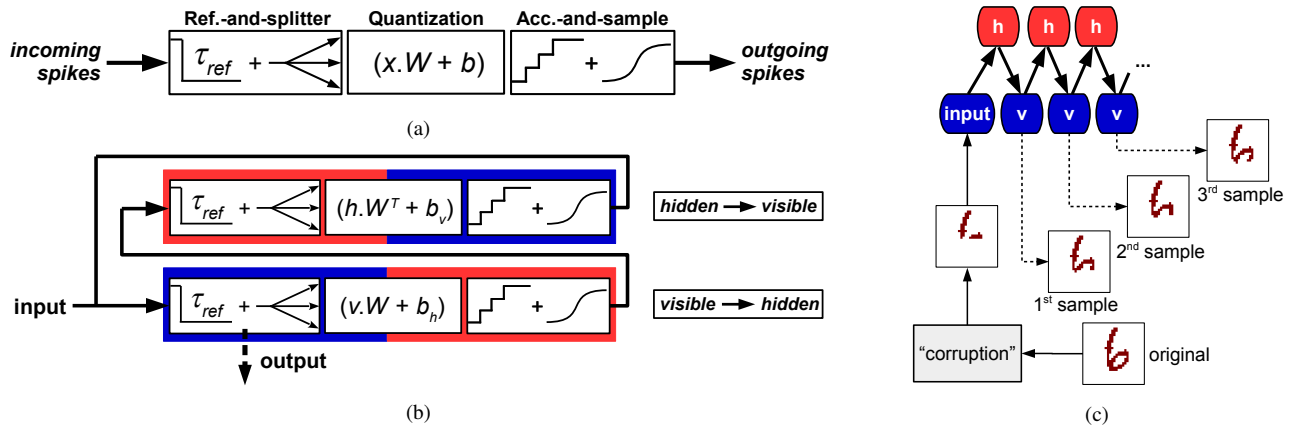 Ref.-and-splitter Quantization Acc.-and-sample
incoming spikes
τref +
(x.W + b)
+
outgoing spikes
(a)
τref +
(h.Wᵀ + bv)
+
hidden → visible
input
τref +
(v.W + bh)
+
visible → hidden
output
(b)
h h h
...
input v v v
3rd sample
2nd sample
1st sample
“corruption”
original
(c)